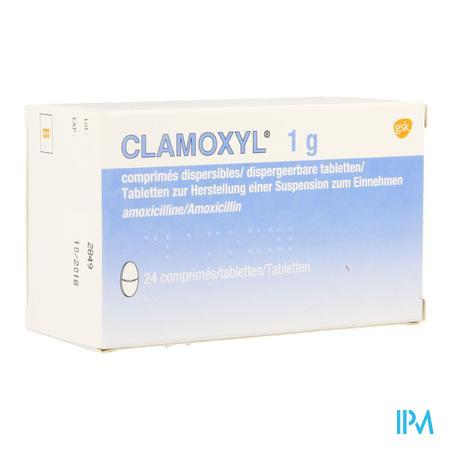 CLAMOXYL® 1 g
gsk
comprimés dispersibles/ dispergeerbare tabletten/
Tabletten zur Herstellung einer Suspension zum Einnehmen
amoxicilline/Amoxicillin
24 comprimés/tabletten/Tabletten
B
Lot:
EXP:
2849
10/2018
IPM